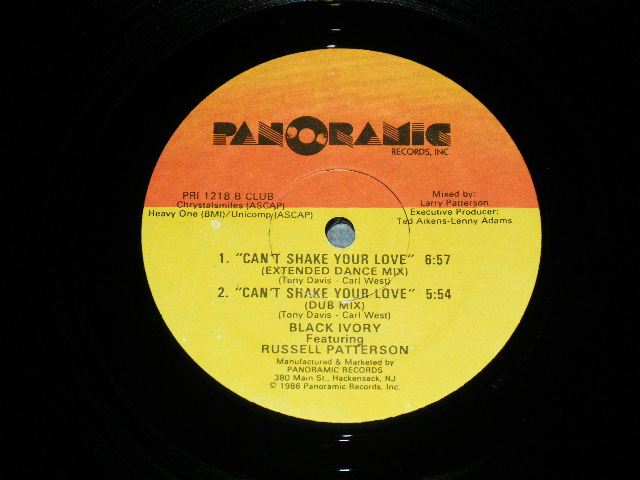 PANORAMIC
RECORDS, INC.
PRI 1218 B CLUB
Chrystalsmiles (ASCAP)
Heavy One (BMI)/Unicomp (ASCAP)
Mixed by:
Larry Patterson
Executive Producer:
Ted Aikens-Lenny Adams
1. "CAN'T SHAKE YOUR LOVE" 6:57
(EXTENDED DANCE MIX)
(Tony Davis - Carl West)
2. "CAN'T SHAKE YOUR LOVE" 5:54
(DUB MIX)
(Tony Davis - Carl West)
BLACK IVORY
Featuring
RUSSELL PATTERSON
Manufactured & Marketed by
PANORAMIC RECORDS
380 Main St., Hackensack, NJ
© 1986 Panoramic Records, Inc.